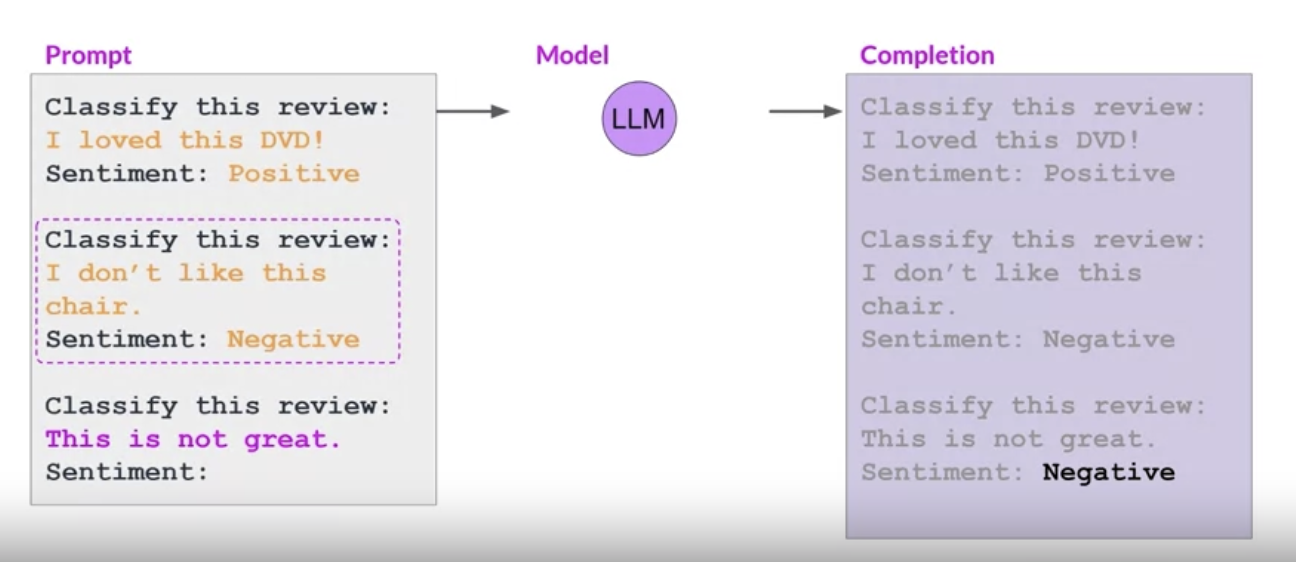 Prompt
Classify this review:
I loved this DVD!
Sentiment: Positive
Classify this review:
I don’t like this
chair.
Sentiment: Negative
Classify this review:
This is not great.
Sentiment:
Model
LLM
Completion
Classify this review:
I loved this DVD!
Sentiment: Positive
Classify this review:
I don’t like this
chair.
Sentiment: Negative
Classify this review:
This is not great.
Sentiment: Negative